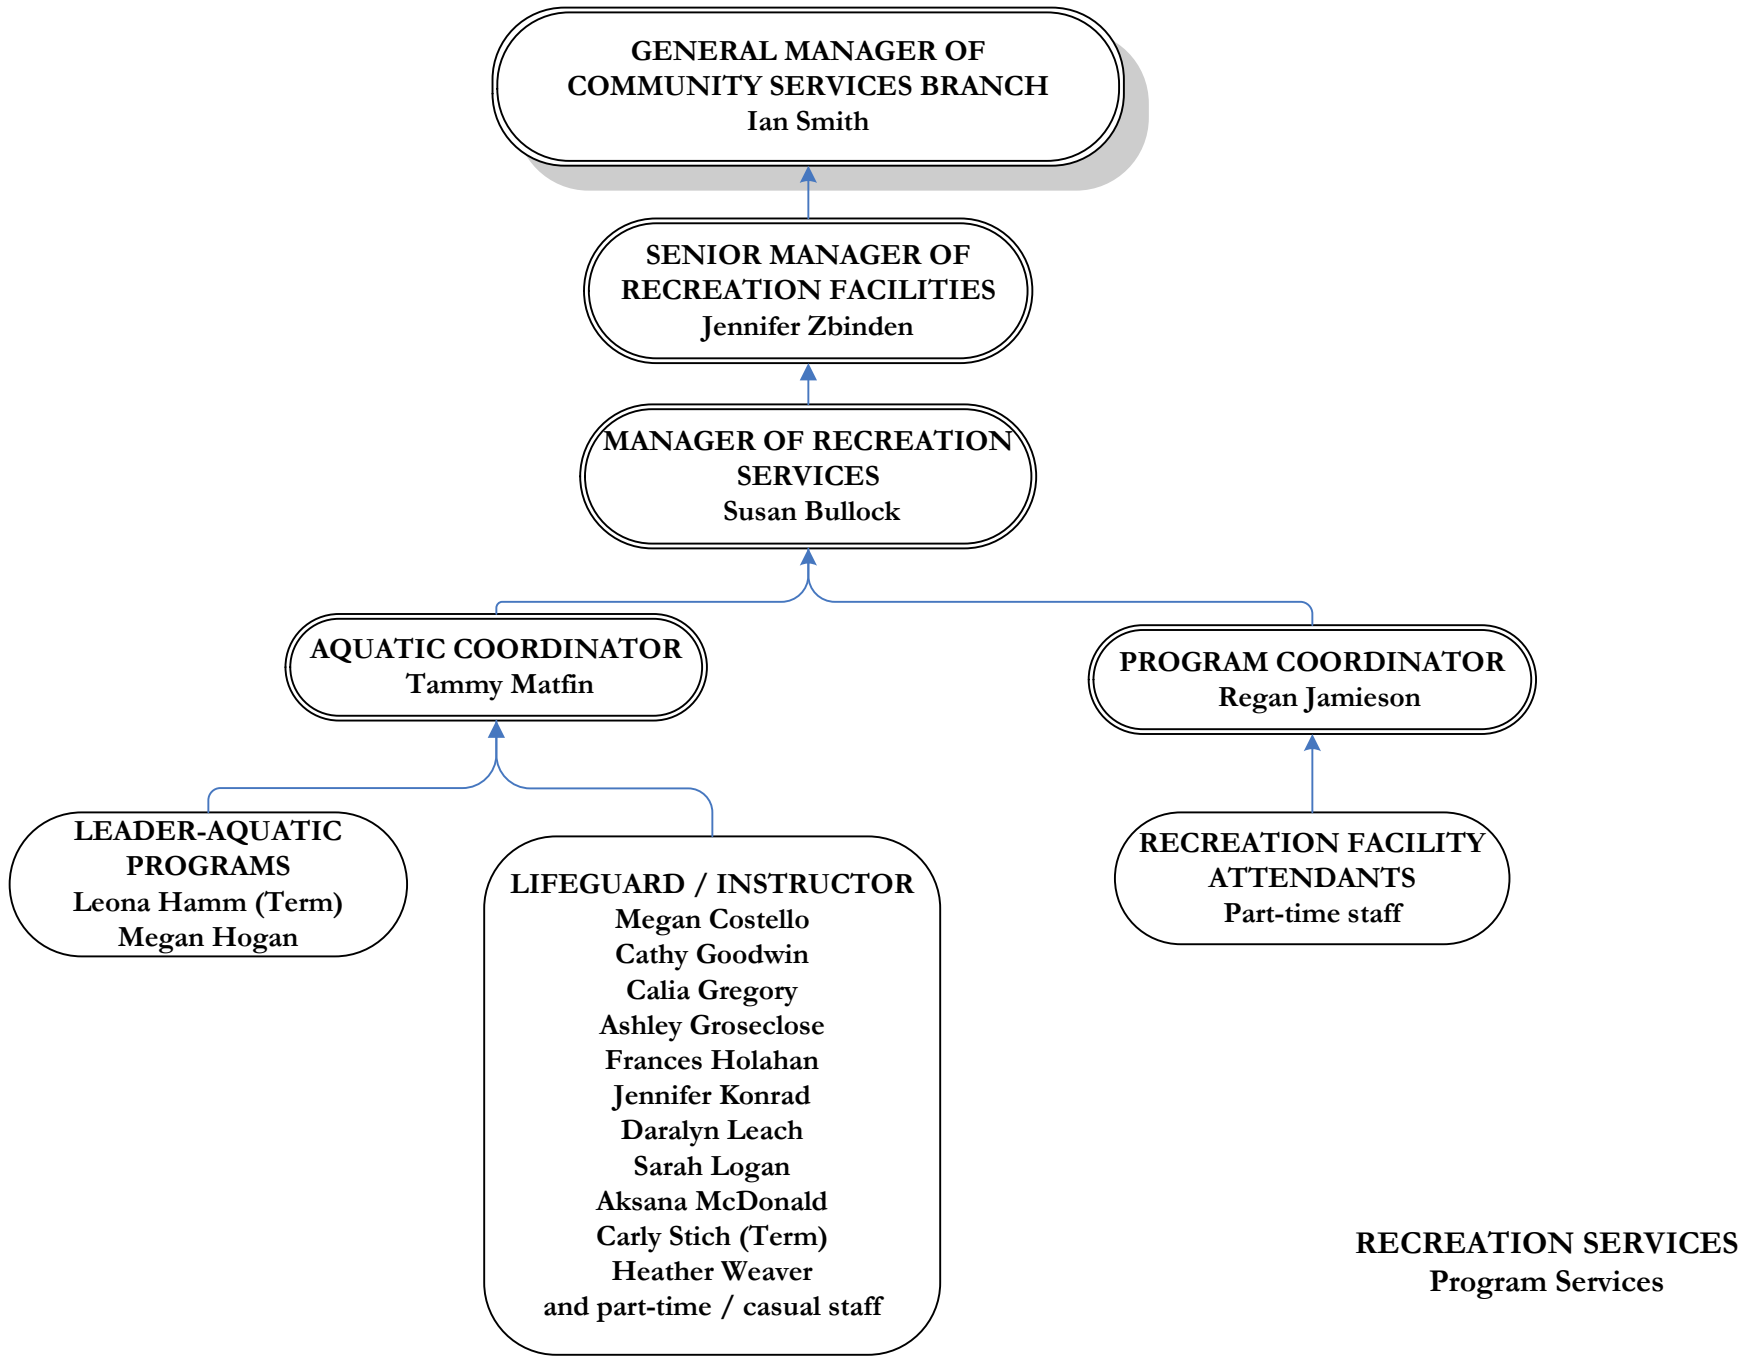 GENERAL MANAGER OF
COMMUNITY SERVICES BRANCH
Ian Smith
SENIOR MANAGER OF
RECREATION FACILITIES
Jennifer Zbinden
MANAGER OF RECREATION
SERVICES
Susan Bullock
AQUATIC COORDINATOR
Tammy Matfin
PROGRAM COORDINATOR
Regan Jamieson
LEADER-AQUATIC
PROGRAMS
Leona Hamm (Term)
Megan Hogan
LIFEGUARD / INSTRUCTOR
Megan Costello
Cathy Goodwin
Calia Gregory
Ashley Groseclose
Frances Holahan
Jennifer Konrad
Daralyn Leach
Sarah Logan
Aksana McDonald
Carly Stich (Term)
Heather Weaver
and part-time / casual staff
RECREATION FACILITY
ATTENDANTS
Part-time staff
RECREATION SERVICES
Program Services